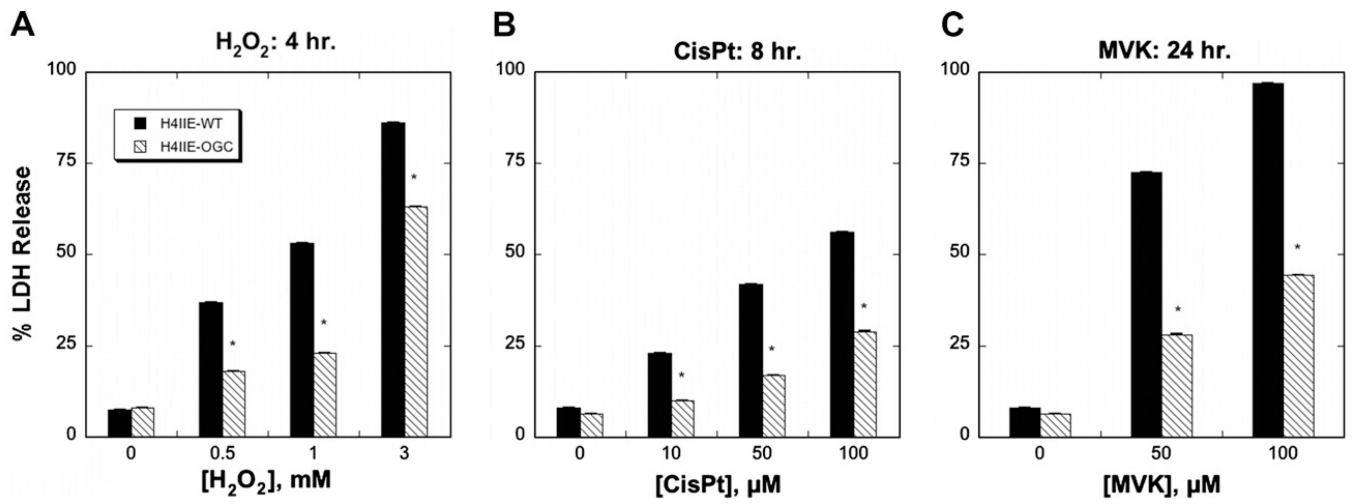 A
H₂O₂: 4 hr.
% LDH Release
100
75
50
25
0
H4IIE-WT
H4IIE-OGC
*
*
*
0 0.5 1 3
[H₂O₂], mM
B
CisPt: 8 hr.
100
75
50
25
0
*
*
*
0 10 50 100
[CisPt], μM
C
MVK: 24 hr.
100
75
50
25
0
*
*
0 50 100
[MVK], μM